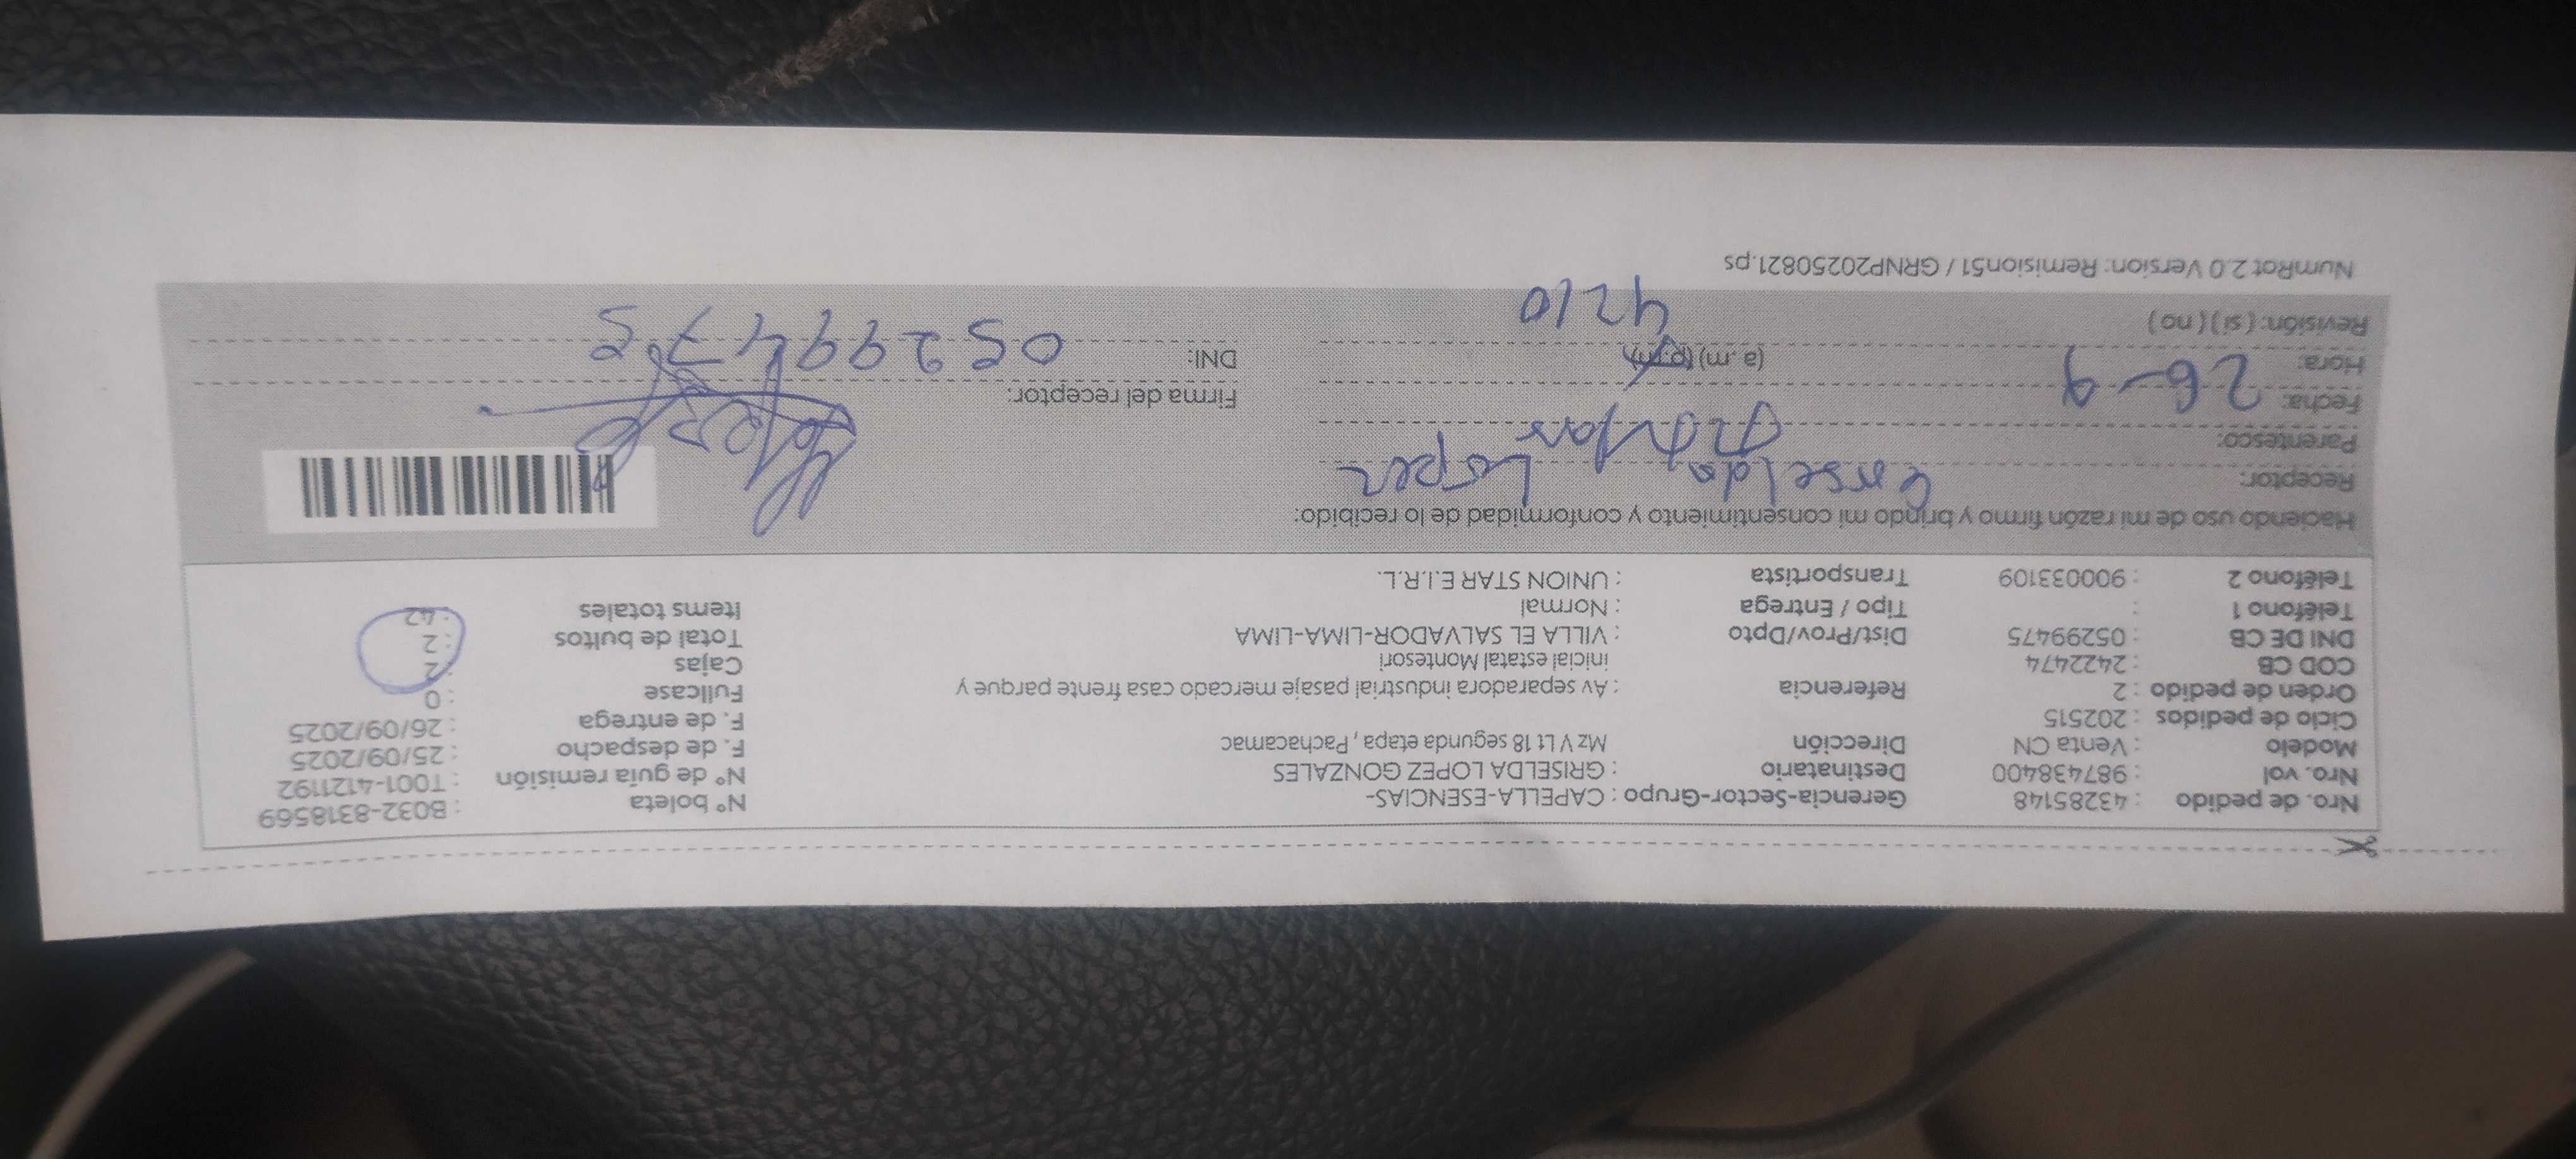 Nro. de pedido : 43285148 Gerencia-Sector-Grupo : CAPELLA-ESENCIAS- N° boleta : B032-8318569
Nro. vol : 987438400 Destinatario : GRISELDA LOPEZ GONZALES N° de guía remisión : T001-4121192
Modelo : Venta CN Dirección Mz V Lt 18 segunda etapa , Pachacamac F. de despacho : 25/09/2025
Ciclo de pedidos : 202515 F. de entrega : 26/09/2025
Orden de pedido : 2 Referencia : Av separadora industrial pasaje mercado casa frente parque y Fullcase : 0
COD CB : 2422474 inicial estatal Montesori Cajas : 2
DNI DE CB : 05299475 Dist/Prov/Dpto : VILLA EL SALVADOR-LIMA-LIMA Total de bultos : 2
Teléfono 1 : Tipo / Entrega : Normal Items totales : 42
Teléfono 2 : 900033109 Transportista : UNION STAR E.I.R.L.
Haciendo uso de mi razón firmo y brindo mi consentimiento y conformidad de lo recibido:
Receptor: Lopez
Parentesco:
Fecha: 26-9 Firma del receptor:
Hora: (a. m) (p.m) DNI: 05299475
Revisión: ( si ) ( no ) 4210
NumRot 2.0 Version: Remision51 / GRNP20250821.ps